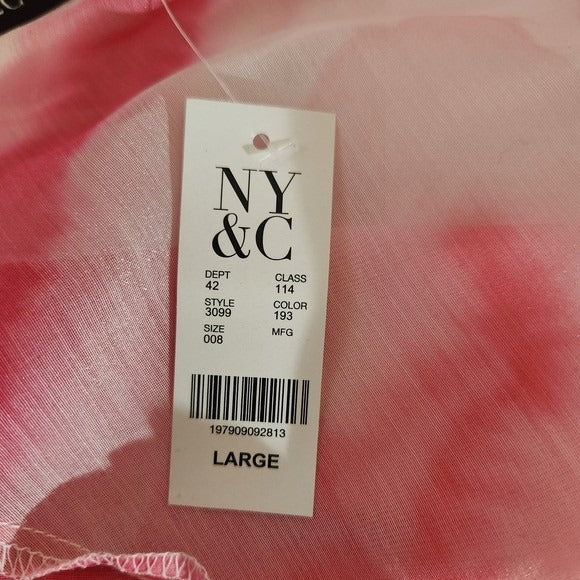 NY
&C
DEPT CLASS
42 114
STYLE COLOR
3099 193
SIZE MFG
008
197909092813
LARGE